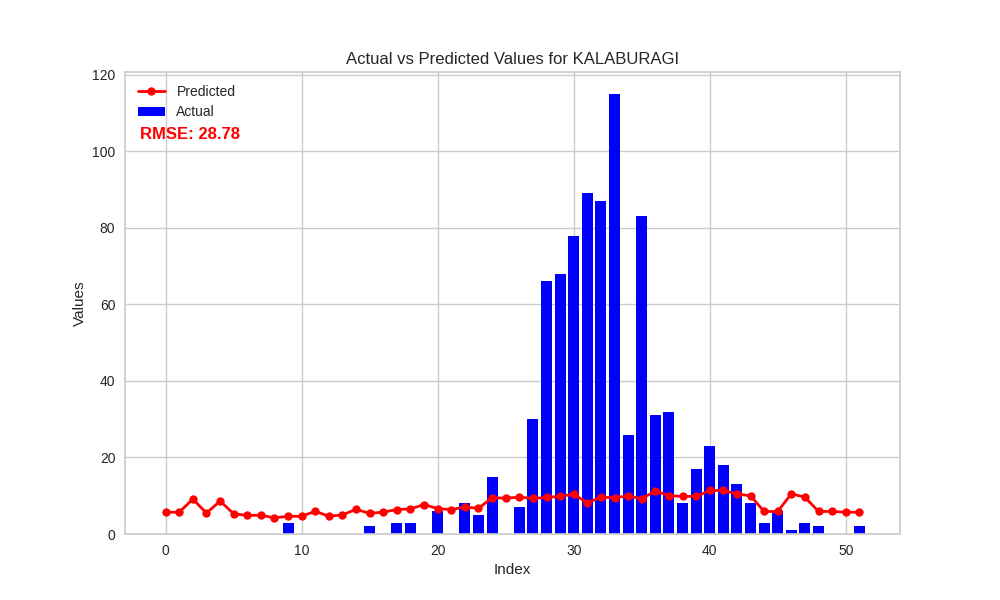 Actual vs Predicted Values for KALABURAGI
Predicted
Actual
RMSE: 28.78
120
100
80
60
40
20
0
Values
0 10 20 30 40 50
Index